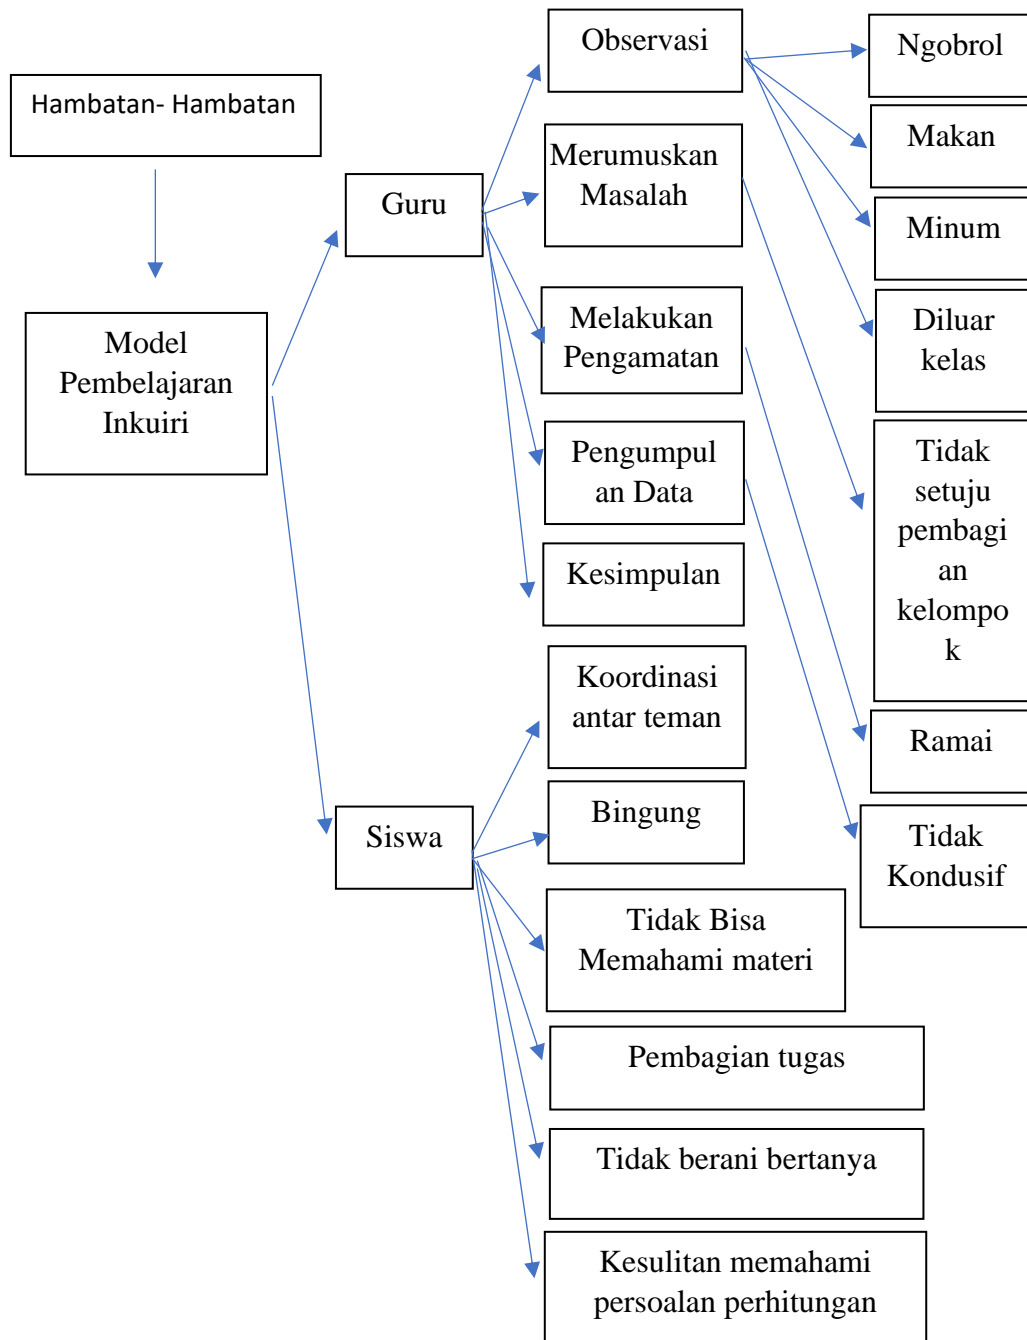 Hambatan- Hambatan
Model
Pembelajaran
Inkuiri
Guru
Siswa
Observasi
Merumuskan
Masalah
Melakukan
Pengamatan
Pengumpul
an Data
Kesimpulan
Koordinasi
antar teman
Bingung
Tidak Bisa
Memahami materi
Pembagian tugas
Tidak berani bertanya
Kesulitan memahami
persoalan perhitungan
Ngobrol
Makan
Minum
Diluar
kelas
Tidak
setuju
pembagi
an
kelompo
k
Ramai
Tidak
Kondusif